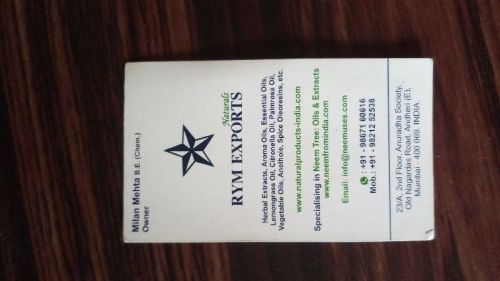 Milan Mehta B.E. (Chem.)
Owner
Naturals
RYM EXPORTS
Herbal Extracts, Aroma Oils, Essential Oils,
Lemongrass Oil, Citronella Oil, Palmrosa Oil,
Vegetable Oils, Anethole, Spice Oleoresins, etc.
www.naturalproducts-india.com
Specialising in Neem Tree: Oils & Extracts
www.neemfromindia.com
Email: info@neemuses.com
: +91 - 98671 60616
Mob.: +91 - 98212 52538
23/A, 2nd Floor, Anuradha Society,
Old Nagardas Road, Andheri (E),
Mumbai - 400 069. INDIA.